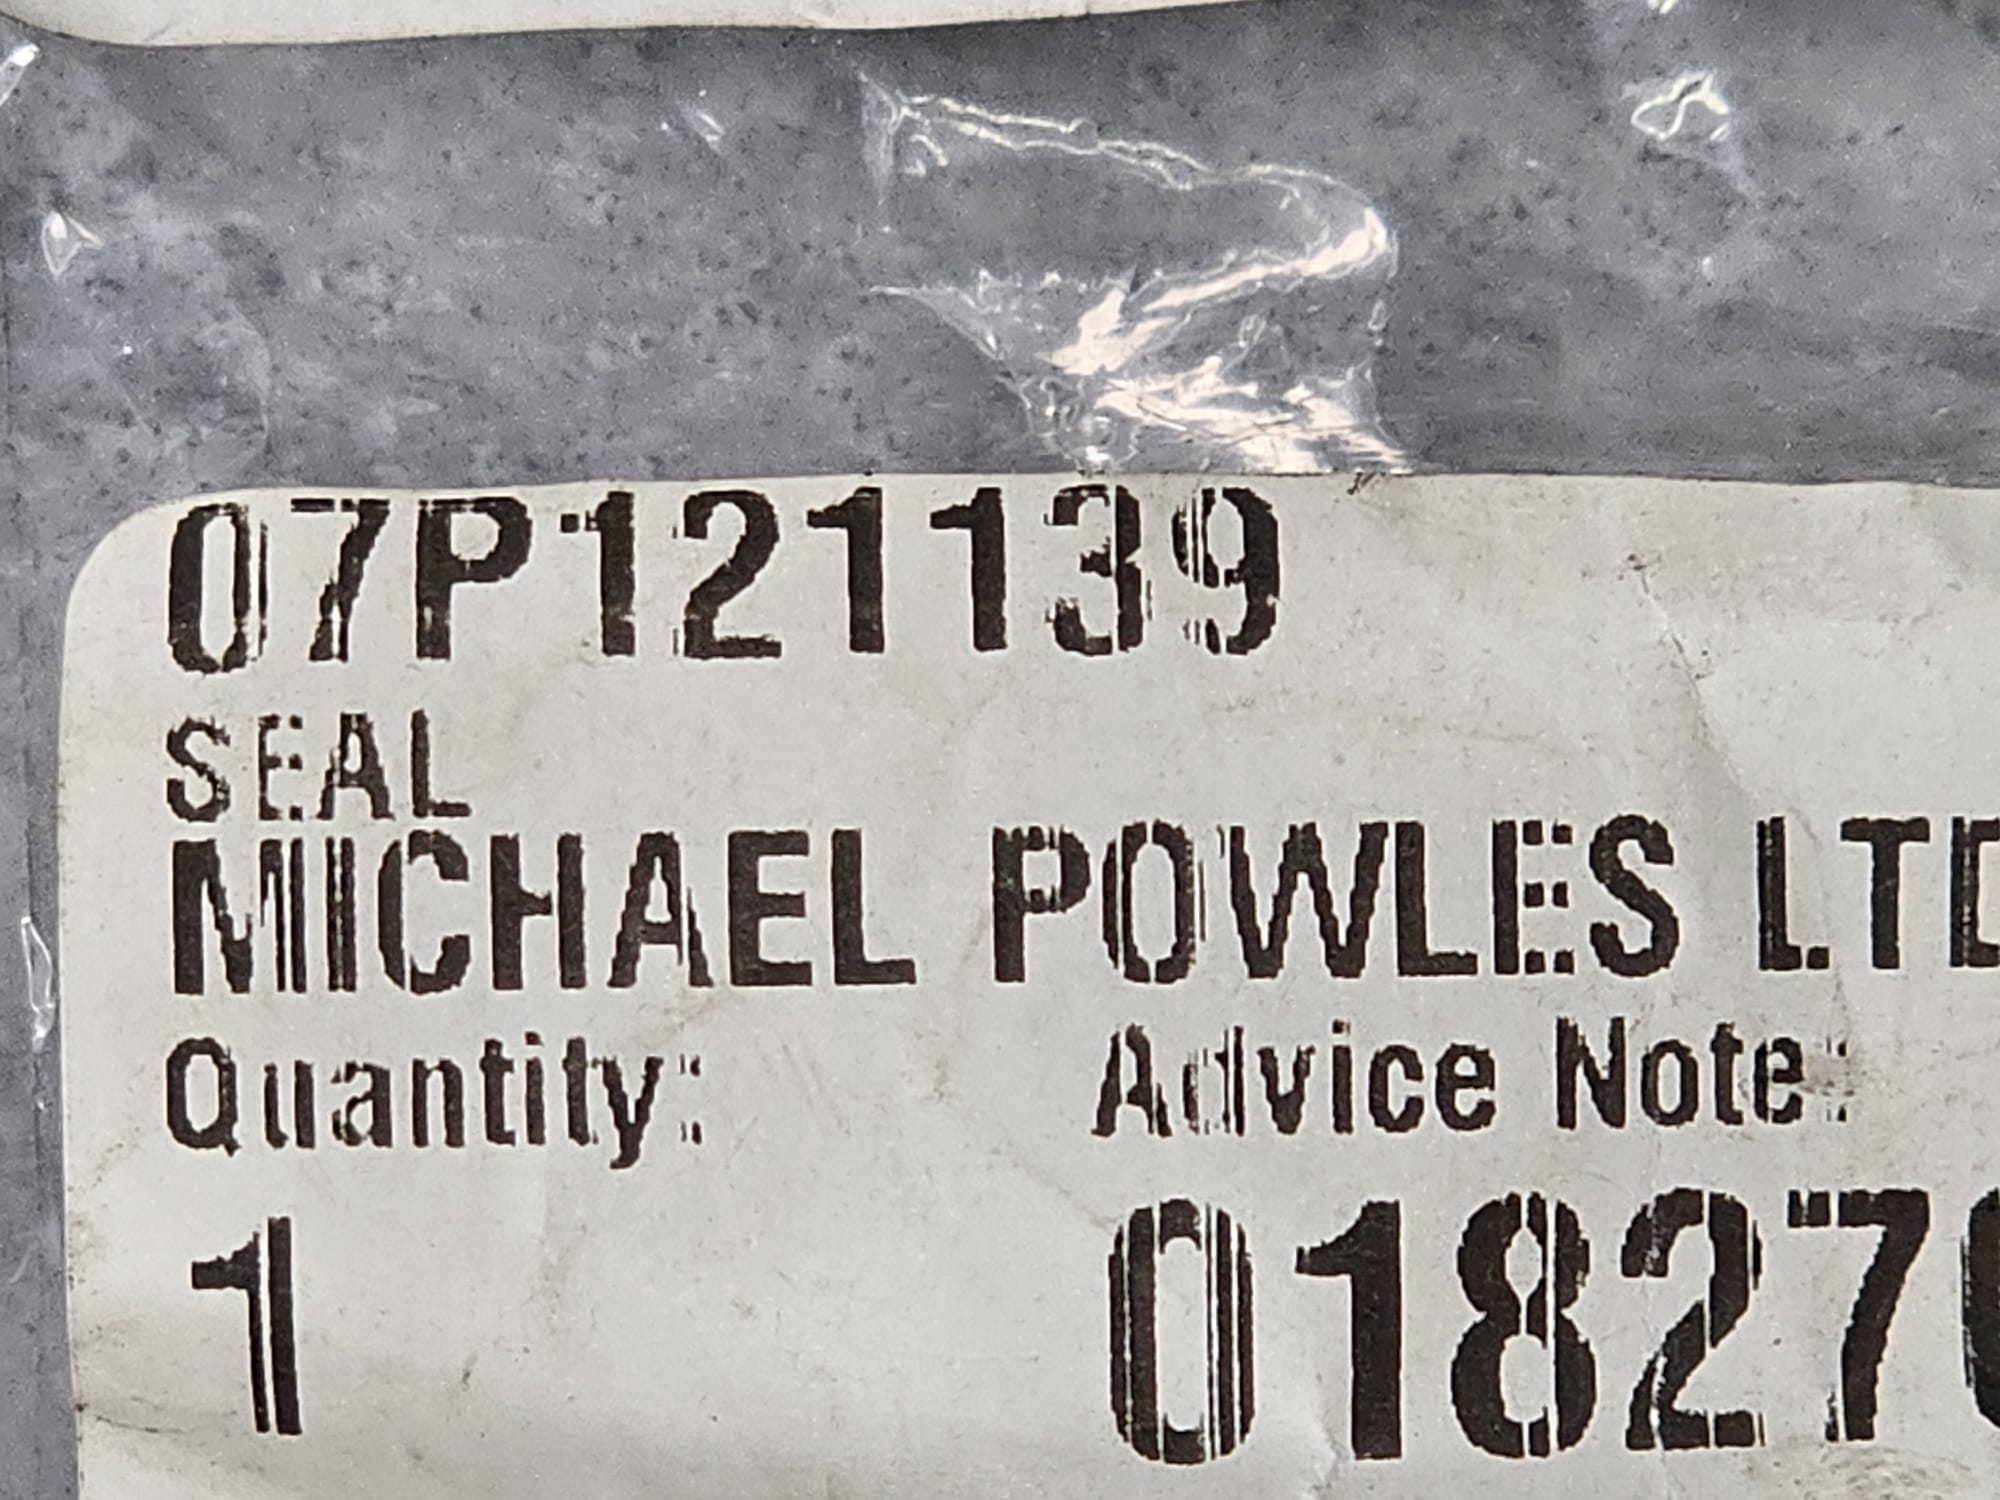 07P121139
SEAL
MICHAEL POWLES LTD
Quantity: Advice Note:
1 01827